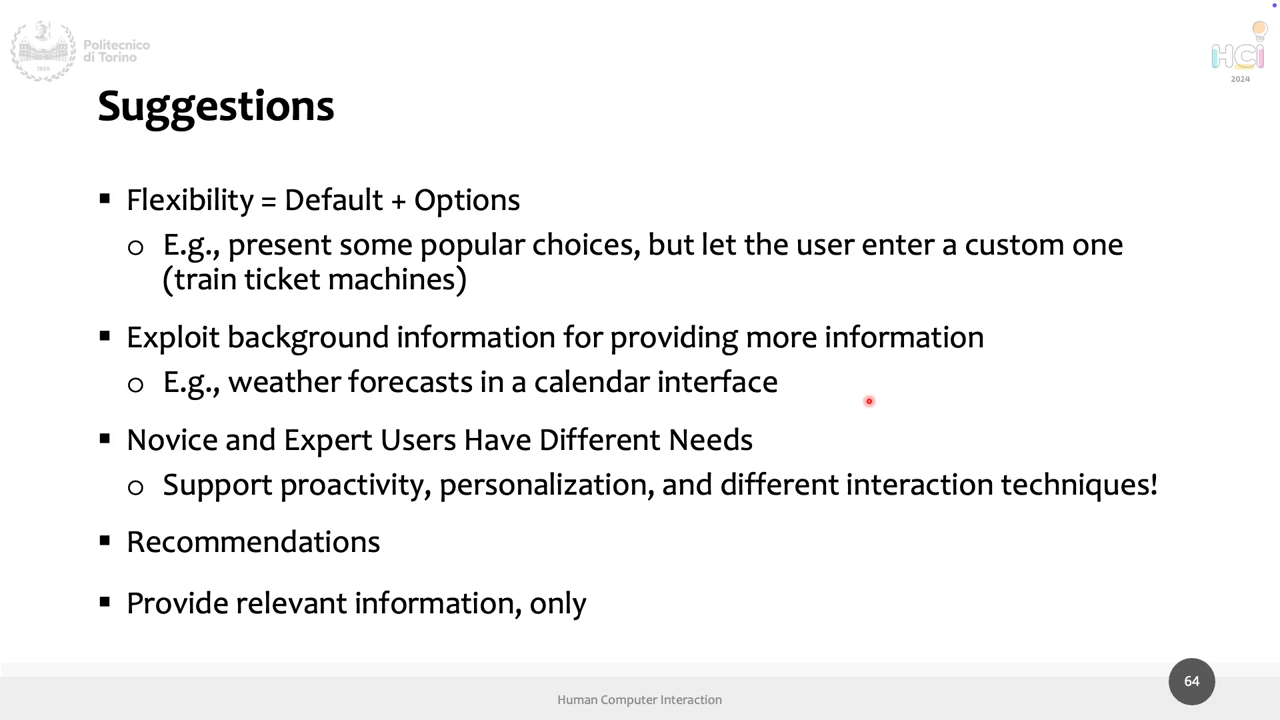 Politecnico
di Torino
1859
HCI
2024
Suggestions
▪ Flexibility = Default + Options
o E.g., present some popular choices, but let the user enter a custom one
(train ticket machines)
▪ Exploit background information for providing more information
o E.g., weather forecasts in a calendar interface
▪ Novice and Expert Users Have Different Needs
o Support proactivity, personalization, and different interaction techniques!
▪ Recommendations
▪ Provide relevant information, only
Human Computer Interaction
64